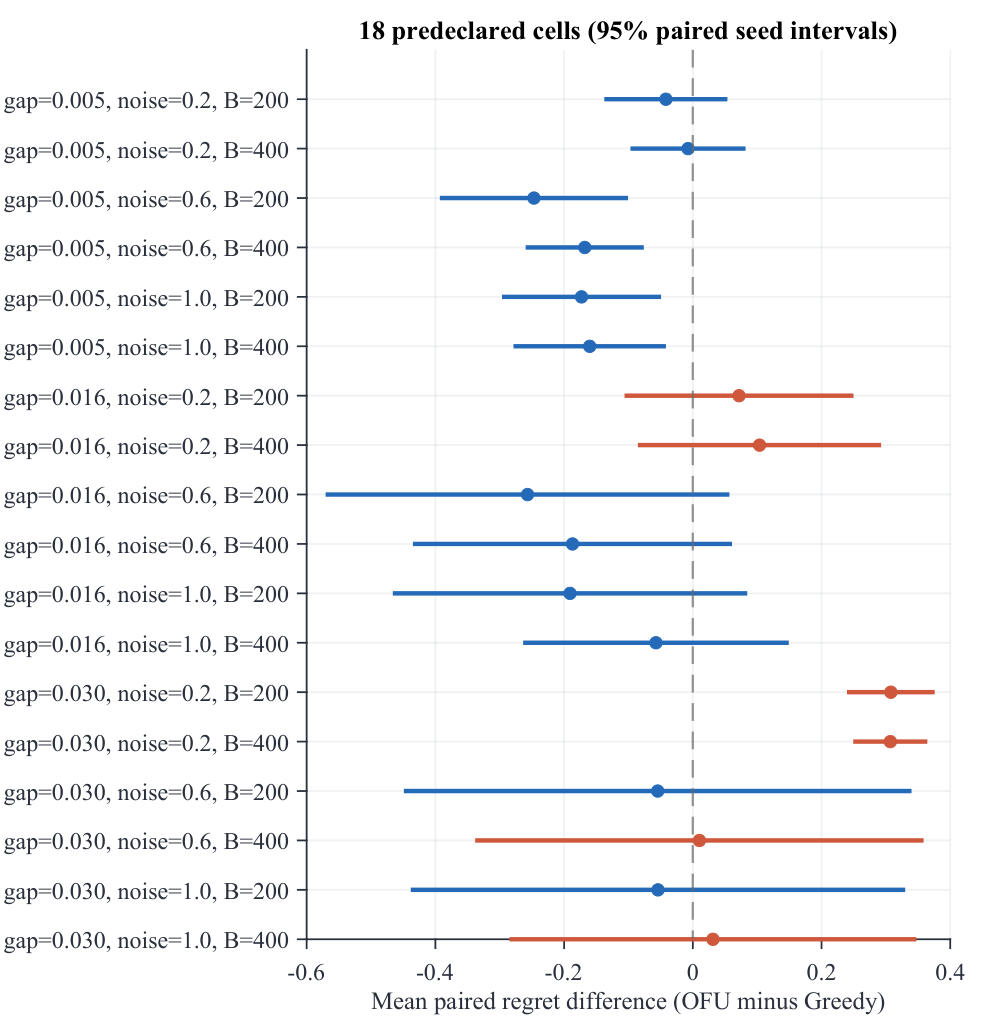 18 predeclared cells (95% paired seed intervals)
gap=0.005, noise=0.2, B=200
gap=0.005, noise=0.2, B=400
gap=0.005, noise=0.6, B=200
gap=0.005, noise=0.6, B=400
gap=0.005, noise=1.0, B=200
gap=0.005, noise=1.0, B=400
gap=0.016, noise=0.2, B=200
gap=0.016, noise=0.2, B=400
gap=0.016, noise=0.6, B=200
gap=0.016, noise=0.6, B=400
gap=0.016, noise=1.0, B=200
gap=0.016, noise=1.0, B=400
gap=0.030, noise=0.2, B=200
gap=0.030, noise=0.2, B=400
gap=0.030, noise=0.6, B=200
gap=0.030, noise=0.6, B=400
gap=0.030, noise=1.0, B=200
gap=0.030, noise=1.0, B=400
-0.6 -0.4 -0.2 0 0.2 0.4
Mean paired regret difference (OFU minus Greedy)